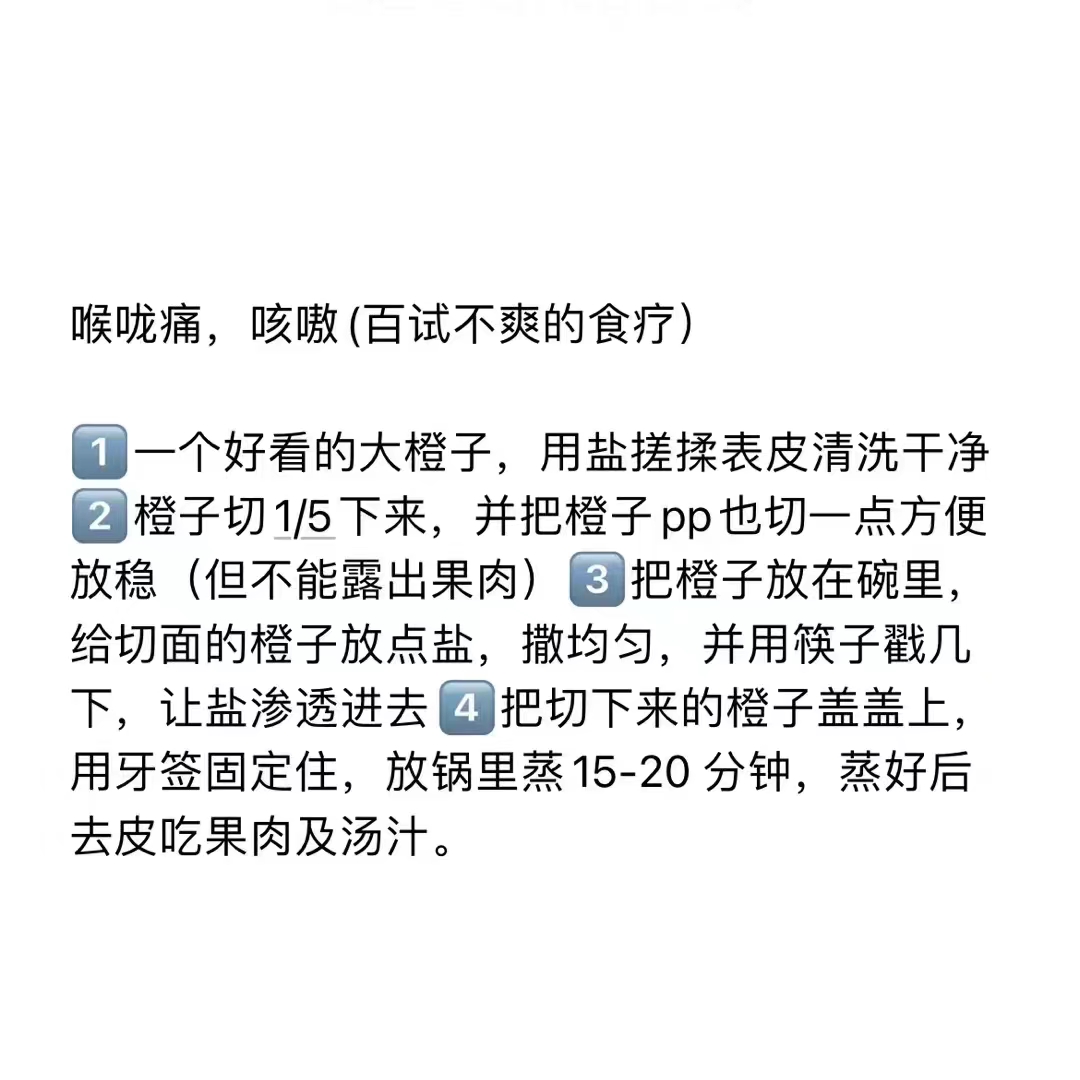 喉咙痛，咳嗷(百试不爽的食疗）
1️⃣一个好看的大橙子，用盐搓揉表皮清洗干净
2️⃣橙子切1/5下来，并把橙子pp也切一点方便
放稳（但不能露出果肉）3️⃣把橙子放在碗里，
给切面的橙子放点盐，撒均匀，并用筷子戳几
下，让盐渗透进去4️⃣把切下来的橙子盖盖上，
用牙签固定住，放锅里蒸15-20 分钟，蒸好后
去皮吃果肉及汤汁。